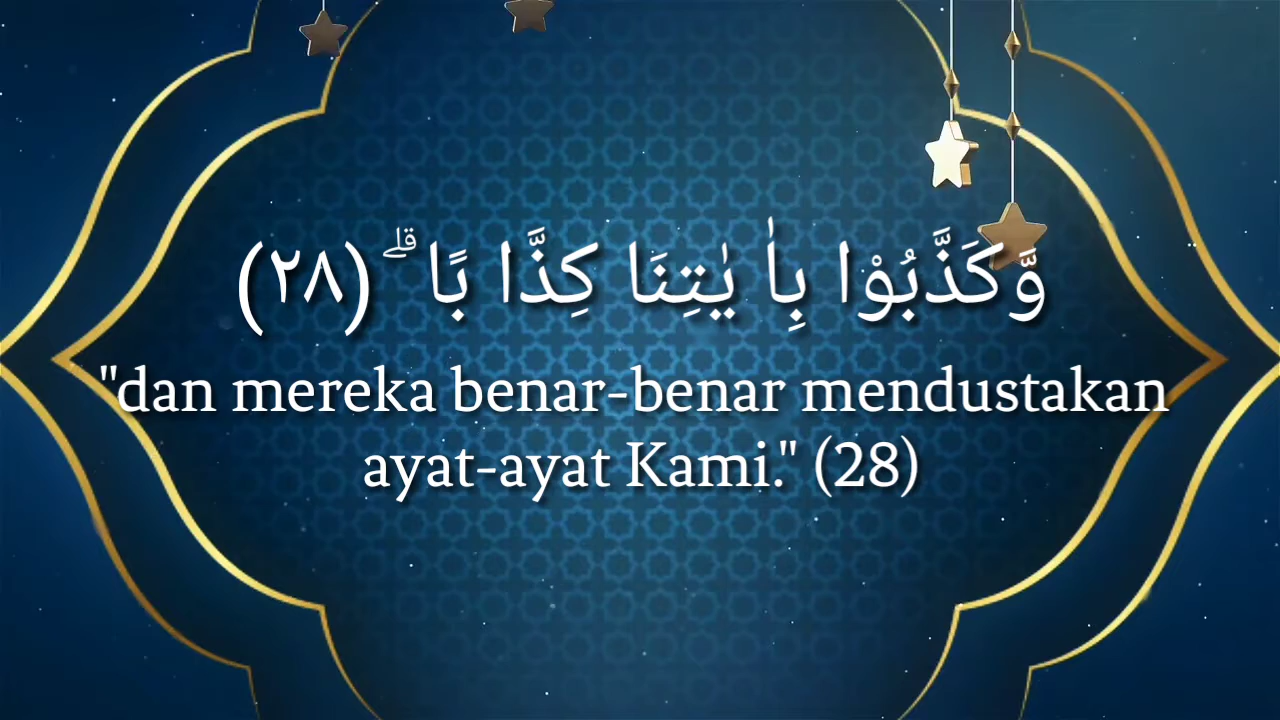 وَّكَذَّبُوْا بِاٰ يٰتِنَا كِذَّا بًا ۗ (٢٨)
"dan mereka benar-benar mendustakan
ayat-ayat Kami." (28)